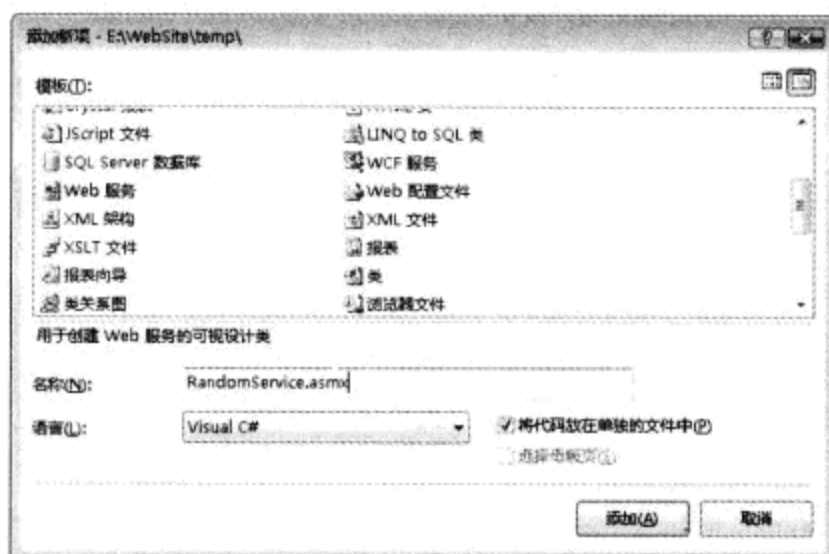 添加新项 - E:\WebSite\temp\
模板(T):
JScript 文件
LINQ to SQL 类
SQL Server 数据库
WCF 服务
Web 服务
Web 配置文件
XML 架构
XML 文件
XSLT 文件
报表
报表向导
类
类关系图
浏览器文件
用于创建 Web 服务的可视设计类
名称(N):
RandomService.asmx
语言(L):
Visual C#
将代码放在单独的文件中(P)
选择母版页(S)
添加(A)
取消